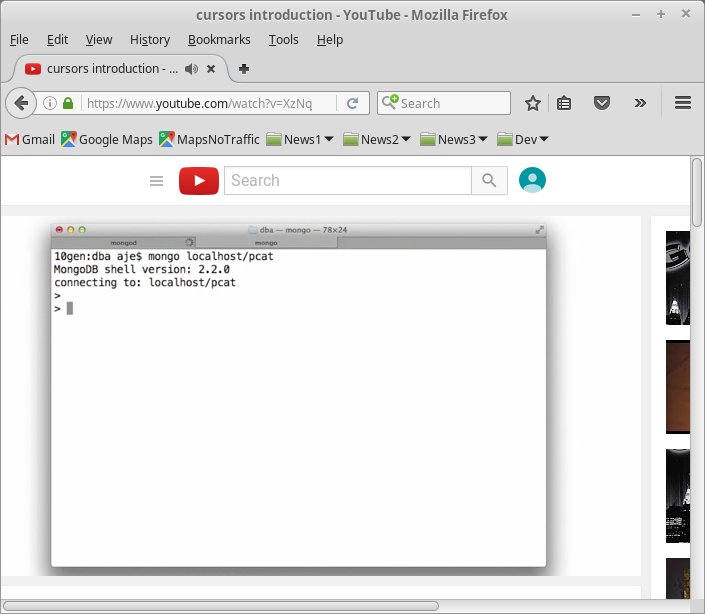 cursors introduction - YouTube - Mozilla Firefox
File Edit View History Bookmarks Tools Help
cursors introduction - ...
https://www.youtube.com/watch?v=XzNq Search
Gmail Google Maps MapsNoTraffic News1 News2 News3 Dev
Search
dba — mongo — 78×24
mongod mongo
10gen:dba aje$ mongo localhost/pcat
MongoDB shell version: 2.2.0
connecting to: localhost/pcat
>
>